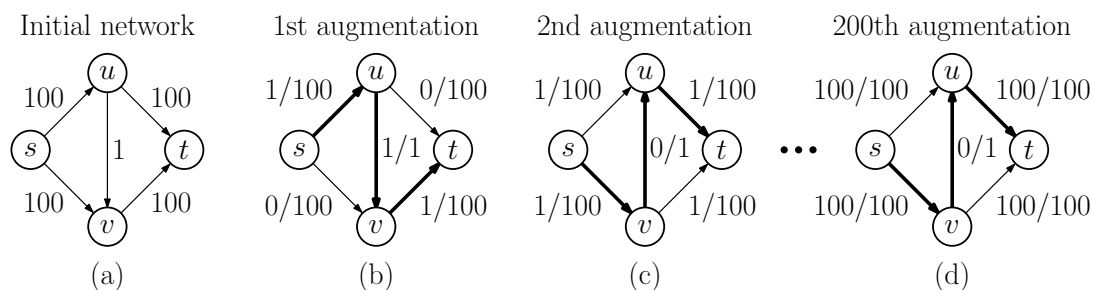 Initial network 1st augmentation 2nd augmentation 200th augmentation
u u u u
100 100 1/100 0/100 1/100 1/100 100/100 100/100
s 1 t s 1/1 t s 0/1 t ••• s 0/1 t
100 100 0/100 1/100 1/100 1/100 100/100 100/100
v v v v
(a) (b) (c) (d)